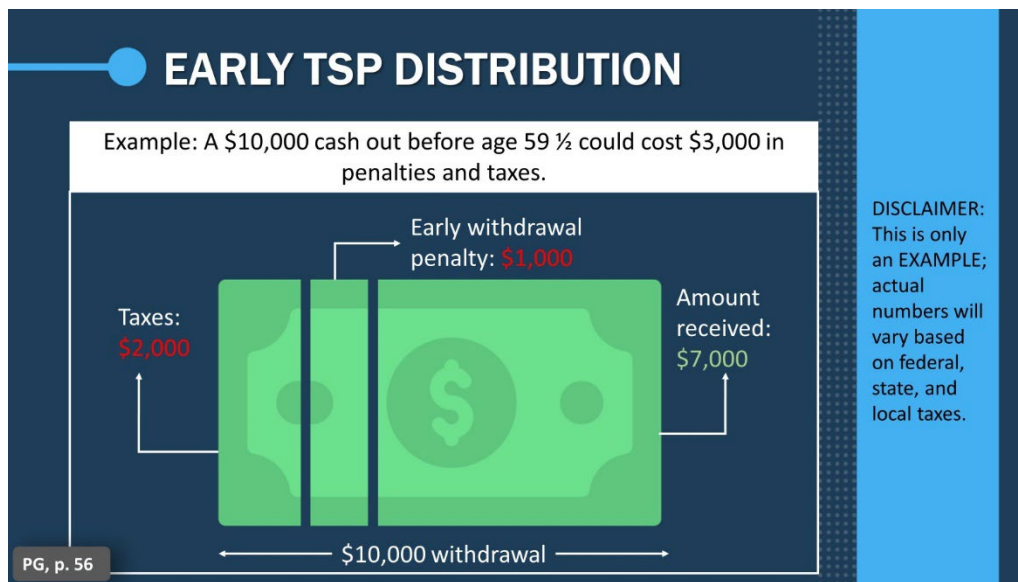 EARLY TSP DISTRIBUTION
Example: A $10,000 cash out before age 59 ½ could cost $3,000 in
penalties and taxes.
Early withdrawal
penalty: $1,000
Taxes:
$2,000
Amount
received:
$7,000
$
$10,000 withdrawal
DISCLAIMER:
This is only
an EXAMPLE;
actual
numbers will
vary based
on federal,
state, and
local taxes.
PG, p. 56